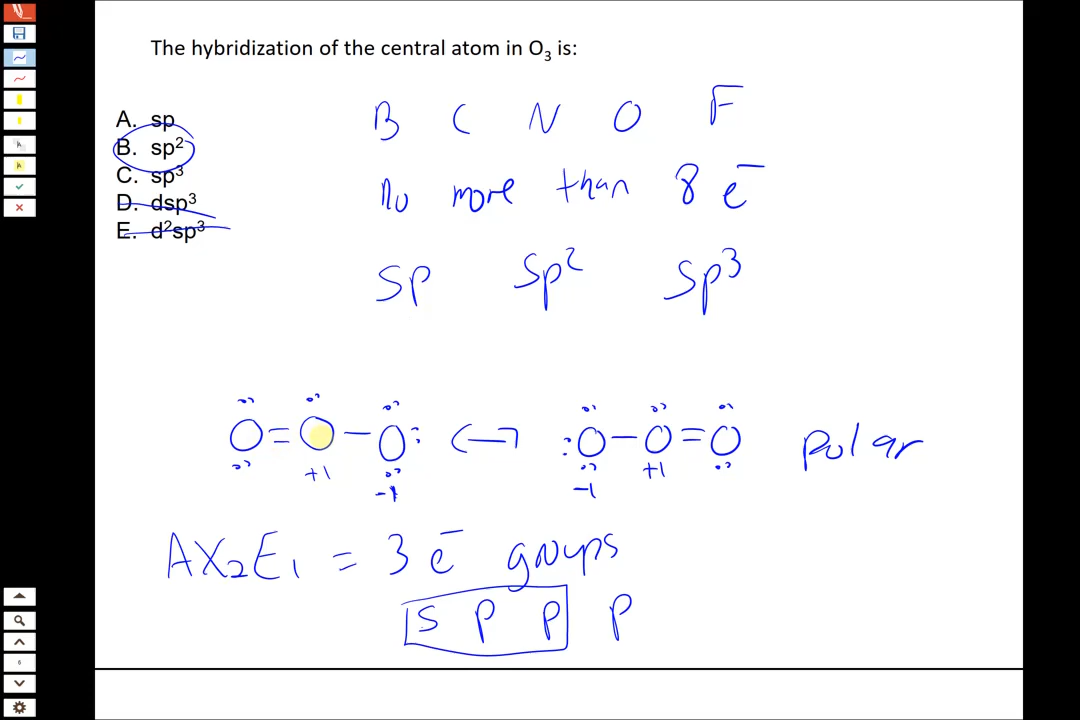 The hybridization of the central atom in O₃ is:
A. sp
B. sp²
C. sp³
D. dsp³
E. d²sp³
B C N O F
no more than 8 e⁻
sp sp² sp³
O = O – O: ⟷ :O – O = O polar
+1 -1 -1 +1
AX₂E₁ = 3 e⁻ groups
s p p p
6